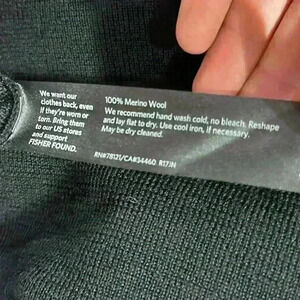 We want our
clothes back, even
if they're worn or
torn. Bring them
to our US stores
and support
FISHER FOUND.
100% Merino Wool
We recommend hand wash cold, no bleach. Reshape
and lay flat to dry. Use cool iron, if necessary.
May be dry cleaned.
RN#78121/CA#34460 R17JN